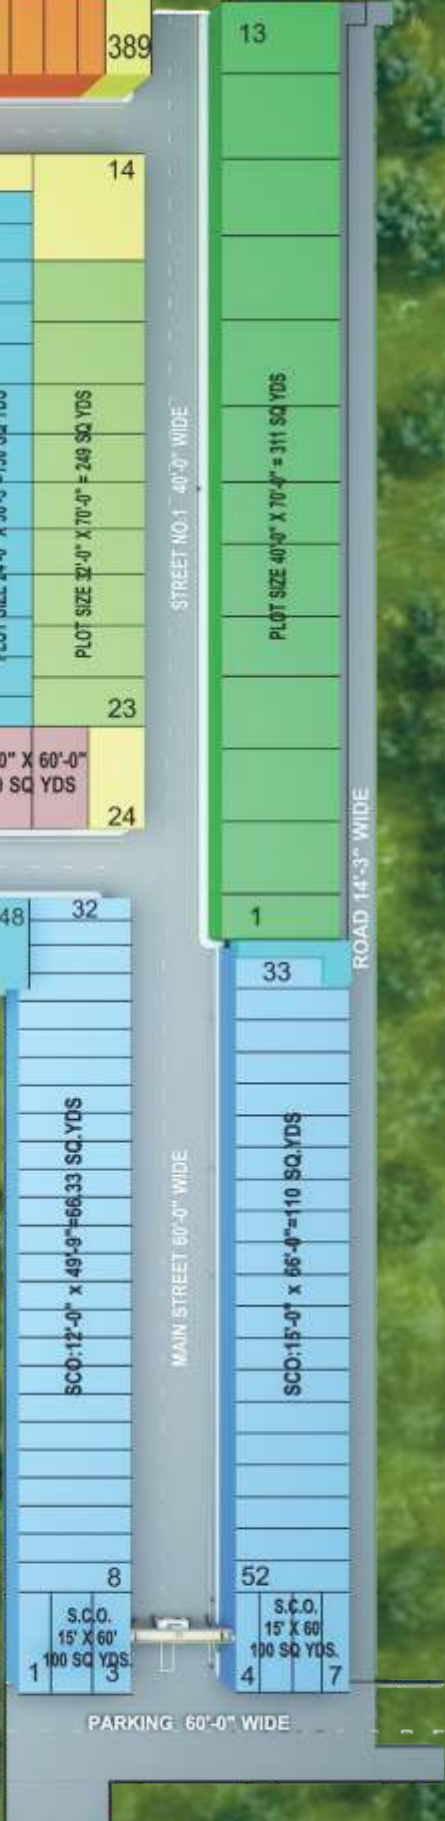 389
13
14
STREET NO.1 40'-0" WIDE
PLOT SIZE 32'-0" X 70'-0" = 249 SQ YDS
PLOT SIZE 40'-0" X 70'-0" = 311 SQ YDS
23
0" X 60'-0"
SQ YDS
24
ROAD 14'-3" WIDE
48
32
1
33
SCO:12'-0" x 49'-9"=66.33 SQ.YDS
MAIN STREET 60'-0" WIDE
SCO:15'-0" x 66'-0"=110 SQ.YDS
8
52
S.C.O.
15' X 60'
100 SQ YDS.
1
3
S.C.O.
15' X 60'
100 SQ YDS.
4
7
PARKING 60'-0" WIDE